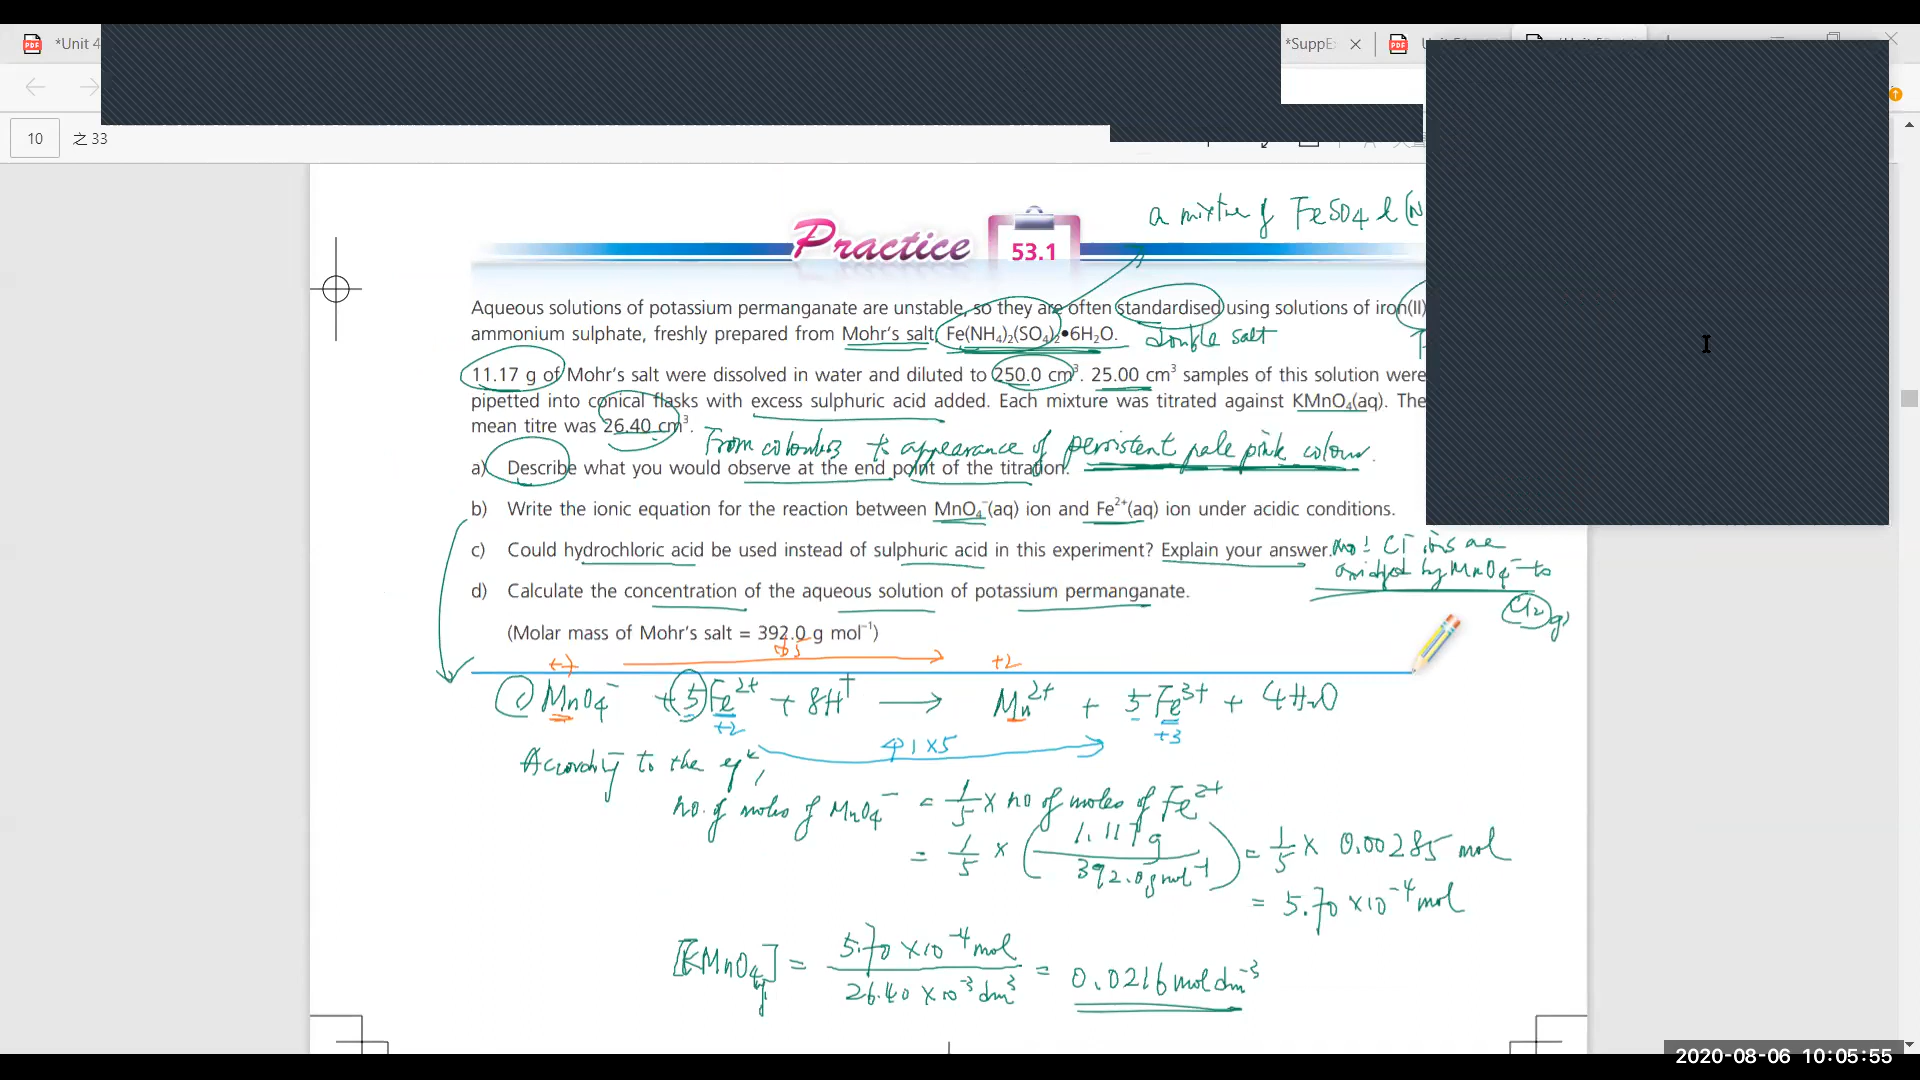 *Unit 4
*SuppEx
10 之 33
a mixture of FeSO4 & (N
Practice 53.1
Aqueous solutions of potassium permanganate are unstable, so they are often standardised using solutions of iron(II)
ammonium sulphate, freshly prepared from Mohr's salt, Fe(NH₄)₂(SO₄)₂•6H₂O.
double salt
11.17 g of Mohr's salt were dissolved in water and diluted to 250.0 cm³. 25.00 cm³ samples of this solution were
pipetted into conical flasks with excess sulphuric acid added. Each mixture was titrated against KMnO₄(aq). The
mean titre was 26.40 cm³.
From colourless to appearance of persistent pale pink colour.
a) Describe what you would observe at the end point of the titration.
b) Write the ionic equation for the reaction between MnO₄⁻(aq) ion and Fe²⁺(aq) ion under acidic conditions.
c) Could hydrochloric acid be used instead of sulphuric acid in this experiment? Explain your answer.
No! Cl⁻ ions are
oxidized by MnO₄⁻ to
Cl₂(g)
d) Calculate the concentration of the aqueous solution of potassium permanganate.
(Molar mass of Mohr's salt = 392.0 g mol⁻¹)
+7 ↓5 +2
① MnO₄⁻ + 5Fe²⁺ + 8H⁺ → Mn²⁺ + 5Fe³⁺ + 4H₂O
+2 ↑1×5 +3
According to the eqⁿ,
no. of moles of MnO₄⁻ = 1/5 × no of moles of Fe²⁺
= 1/5 × (1.117g / 392.0g mol⁻¹) = 1/5 × 0.00285 mol
= 5.70 × 10⁻⁴ mol
[KMnO₄] = 5.70 × 10⁻⁴ mol / 26.40 × 10⁻³ dm³ = 0.0216 mol dm⁻³
2020-08-06 10:05:55